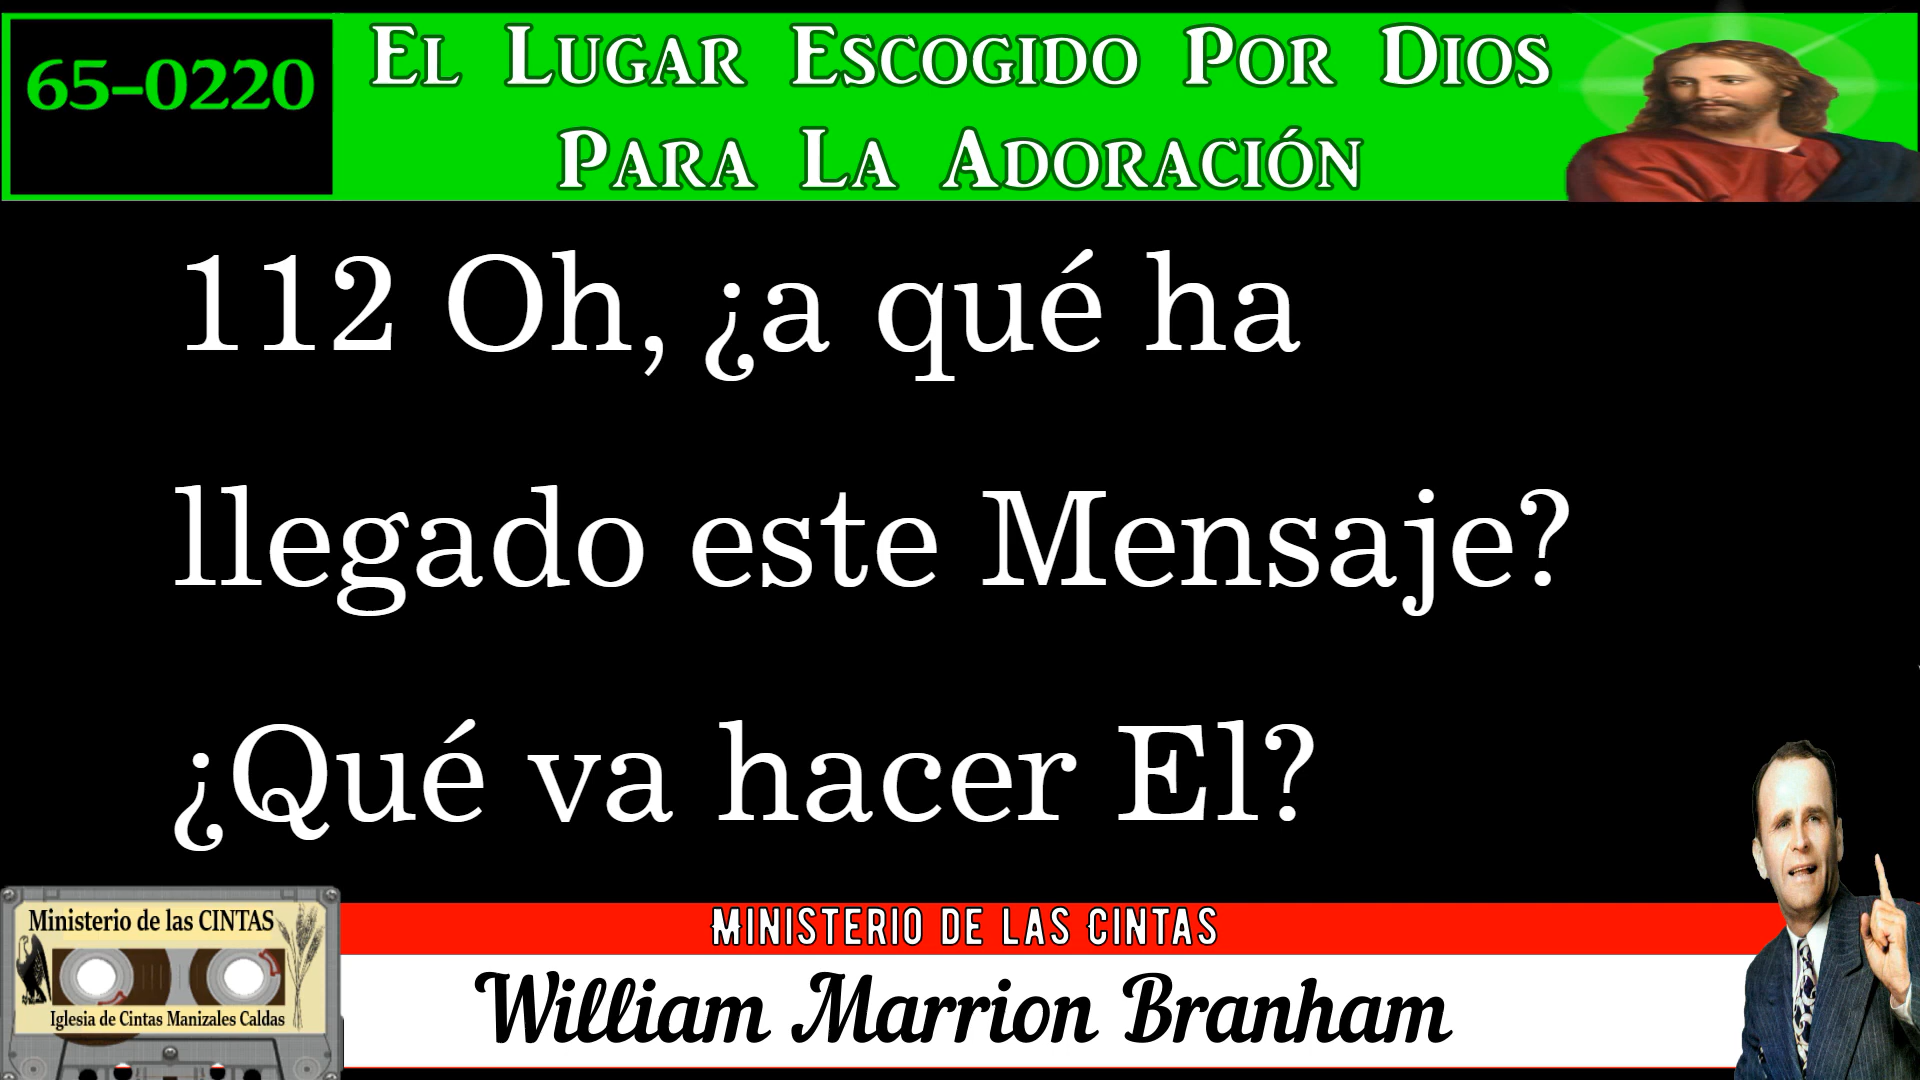 65-0220
El Lugar Escogido Por Dios
Para La Adoración
112 Oh, ¿a qué ha
llegado este Mensaje?
¿Qué va hacer El?
Ministerio de las CINTAS
Iglesia de Cintas Manizales Caldas
MINISTERIO DE LAS CINTAS
William Marrion Branham